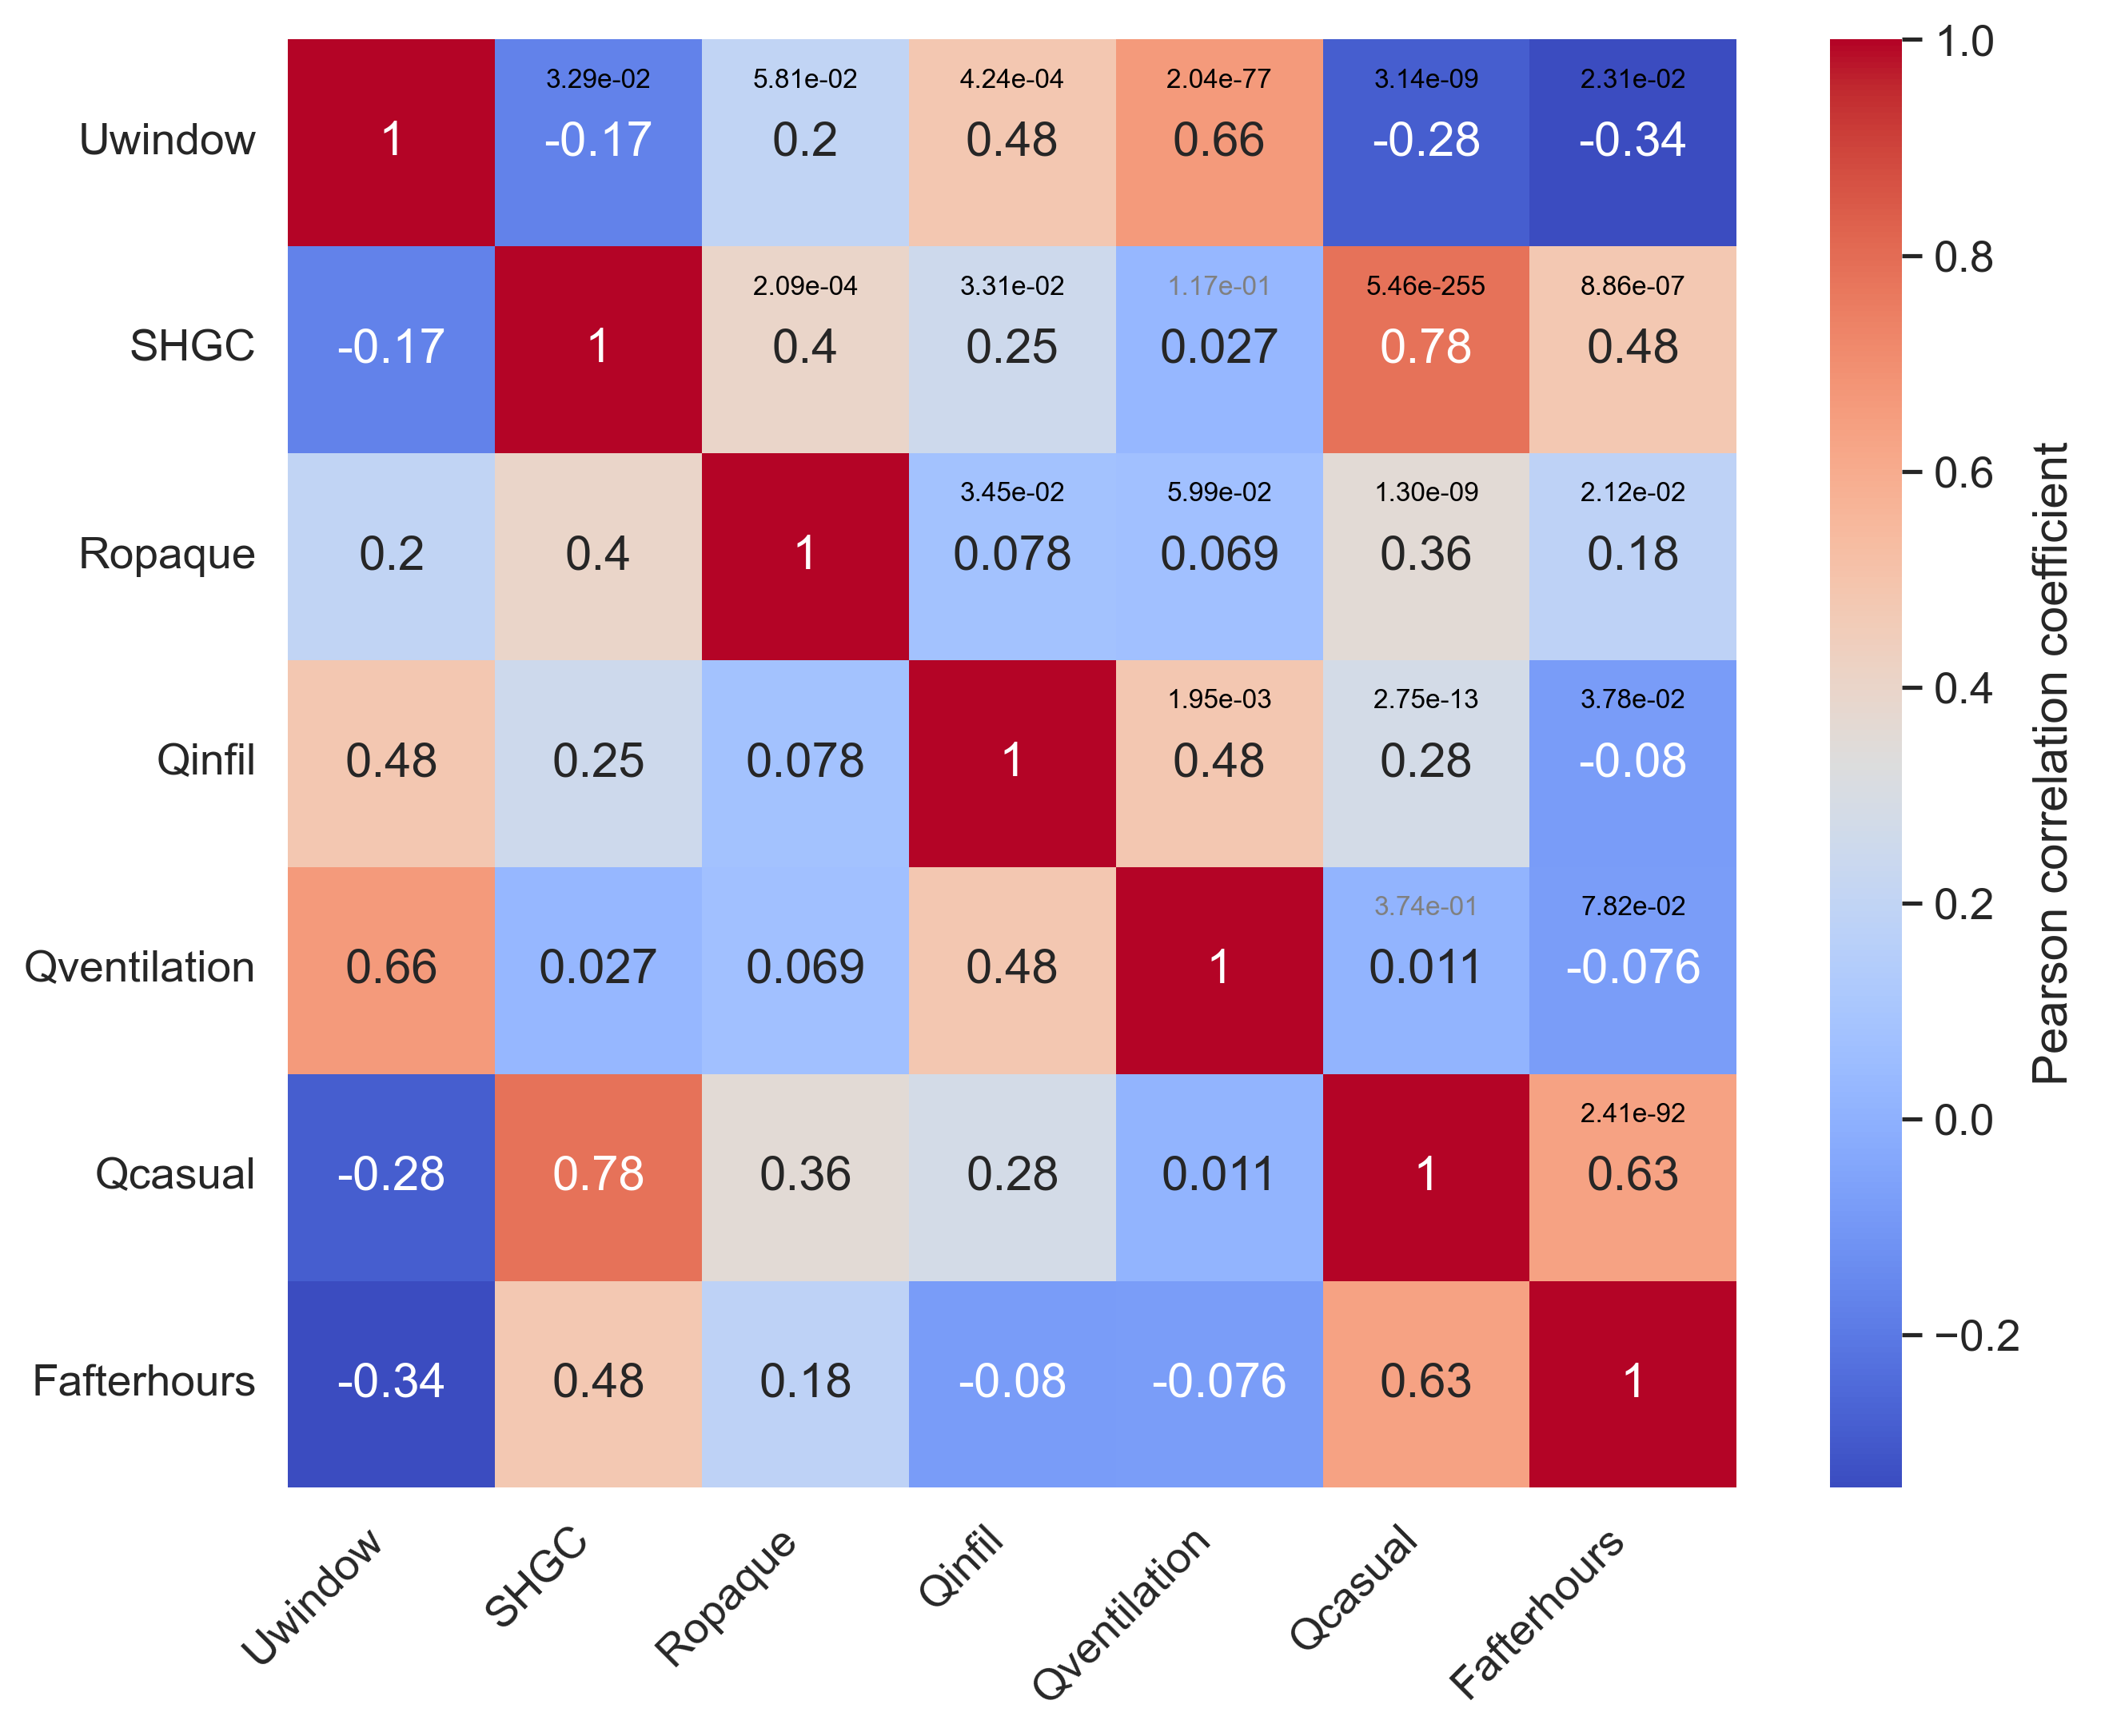 3.29e-02 5.81e-02 4.24e-04 2.04e-77 3.14e-09 2.31e-02
Uwindow 1 -0.17 0.2 0.48 0.66 -0.28 -0.34
2.09e-04 3.31e-02 1.17e-01 5.46e-255 8.86e-07
SHGC -0.17 1 0.4 0.25 0.027 0.78 0.48
3.45e-02 5.99e-02 1.30e-09 2.12e-02
Ropaque 0.2 0.4 1 0.078 0.069 0.36 0.18
1.95e-03 2.75e-13 3.78e-02
Qinfil 0.48 0.25 0.078 1 0.48 0.28 -0.08
3.74e-01 7.82e-02
Qventilation 0.66 0.027 0.069 0.48 1 0.011 -0.076
2.41e-92
Qcasual -0.28 0.78 0.36 0.28 0.011 1 0.63
Fafterhours -0.34 0.48 0.18 -0.08 -0.076 0.63 1
Uwindow
SHGC
Ropaque
Qinfil
Qventilation
Qcasual
Fafterhours
1.0
0.8
0.6
0.4
0.2
0.0
−0.2
Pearson correlation coefficient